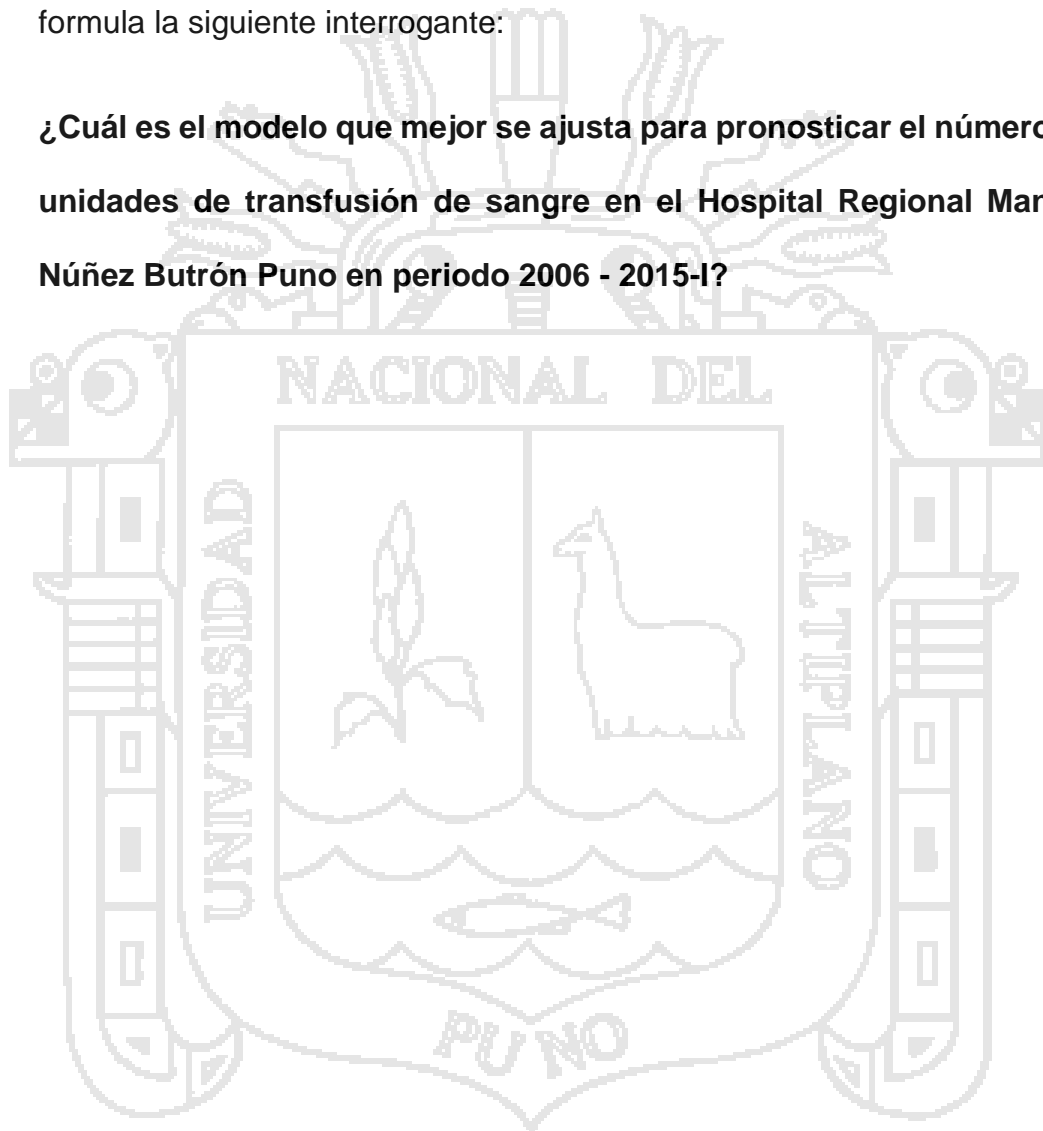 formula la siguiente interrogante:
¿Cuál es el modelo que mejor se ajusta para pronosticar el número
unidades de transfusión de sangre en el Hospital Regional Man
Núñez Butrón Puno en periodo 2006 - 2015-I?
NACIONAL DEL
UNIVERSIDAD
ALTIPLANO
PUNO